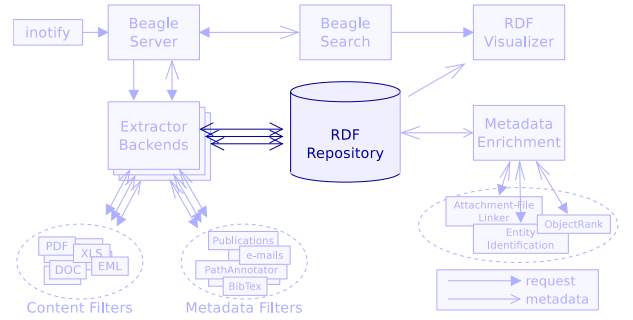 inotify
Beagle
Server
Beagle
Search
RDF
Visualizer
Extractor
Backends
RDF
Repository
Metadata
Enrichment
Attachment-File
Linker
ObjectRank
Entity
Identification
PDF
XLS
DOC
EML
Content Filters
Publications
e-mails
PathAnnotator
BibTex
Metadata Filters
request
metadata